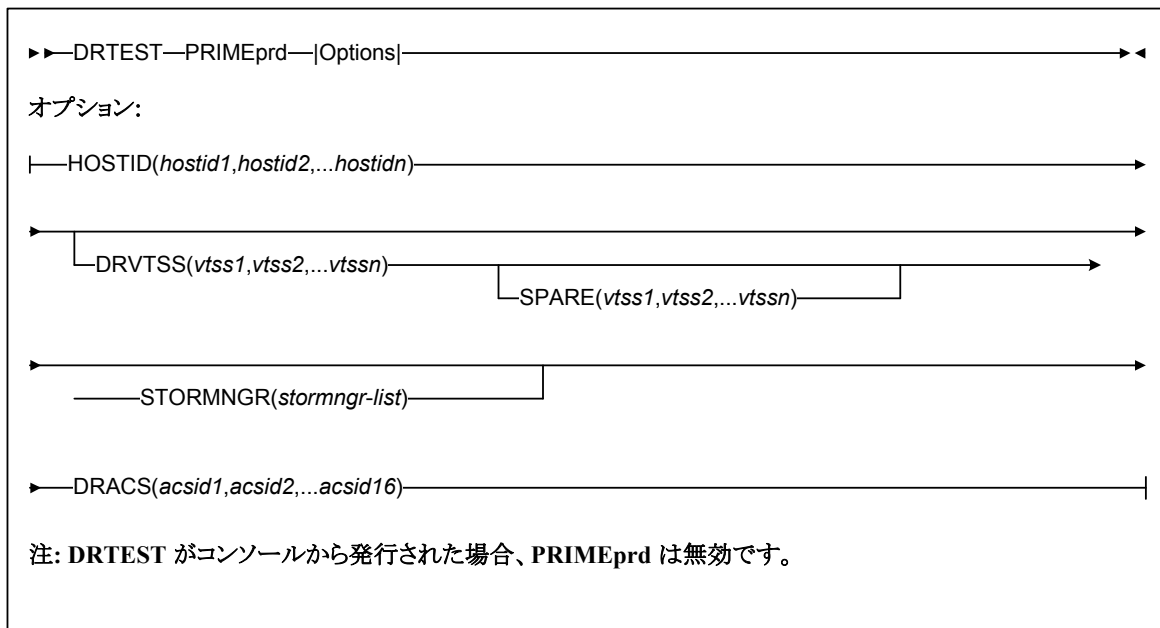 DRTEST PRIMEprd |Options|
オプション:
HOSTID(hostid1,hostid2,...hostidn)
DRVTSS(vtss1,vtss2,...vtssn)
SPARE(vtss1,vtss2,...vtssn)
STORMNGR(stormngr-list)
DRACS(acsid1,acsid2,...acsid16)
注: DRTEST がコンソールから発行された場合、PRIMEprd は無効です。